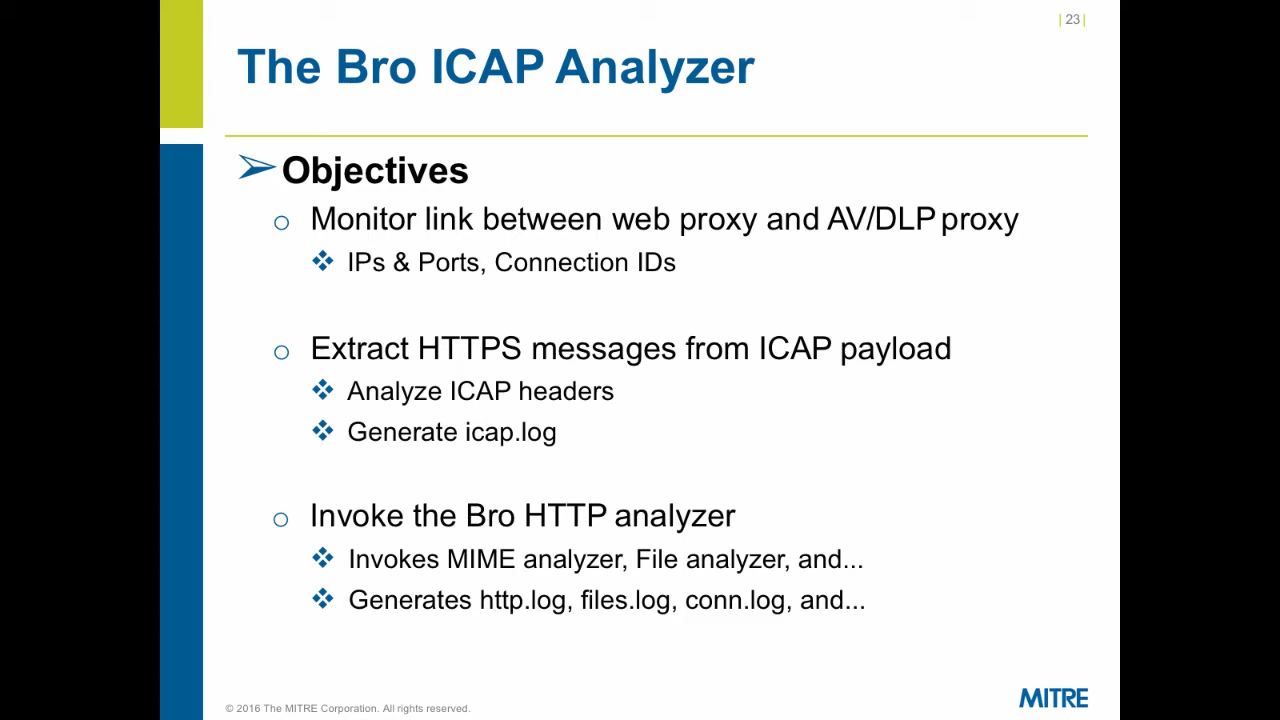 | 23 |
The Bro ICAP Analyzer
Objectives
Monitor link between web proxy and AV/DLP proxy
IPs & Ports, Connection IDs
Extract HTTPS messages from ICAP payload
Analyze ICAP headers
Generate icap.log
Invoke the Bro HTTP analyzer
Invokes MIME analyzer, File analyzer, and...
Generates http.log, files.log, conn.log, and...
© 2016 The MITRE Corporation. All rights reserved.
MITRE